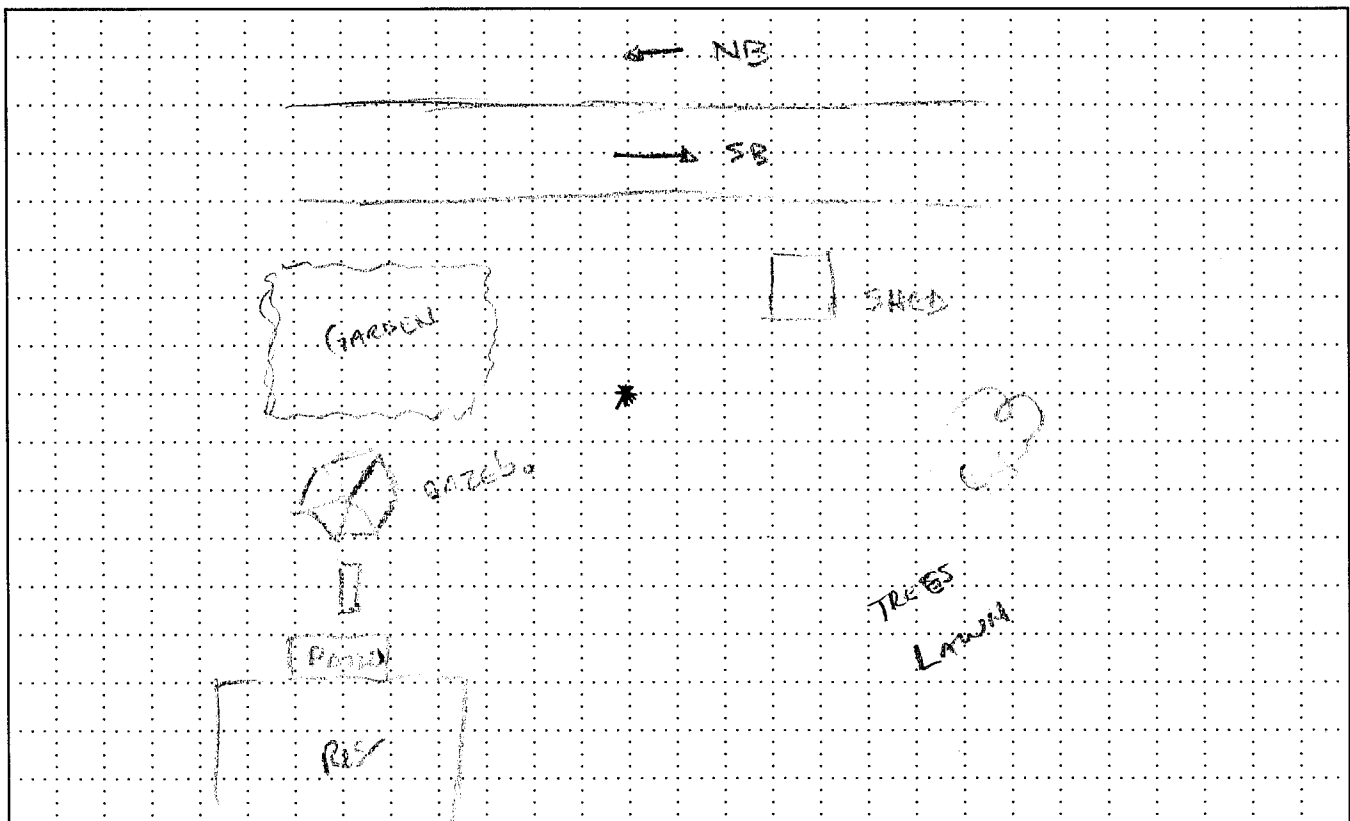 NB
SB
SHED
GARDEN
GAZEbo
TREES
LAWN
PATIO
RES